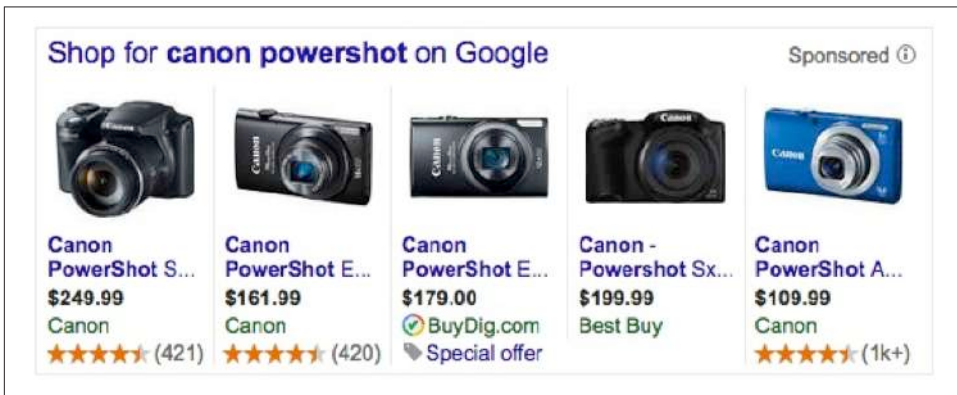 Shop for canon powershot on Google
Sponsored
Canon
PowerShot S...
$249.99
Canon
(421)
Canon
PowerShot E...
$161.99
Canon
(420)
Canon
PowerShot E...
$179.00
BuyDig.com
Special offer
Canon -
Powershot Sx...
$199.99
Best Buy
Canon
PowerShot A...
$109.99
Canon
(1k+)